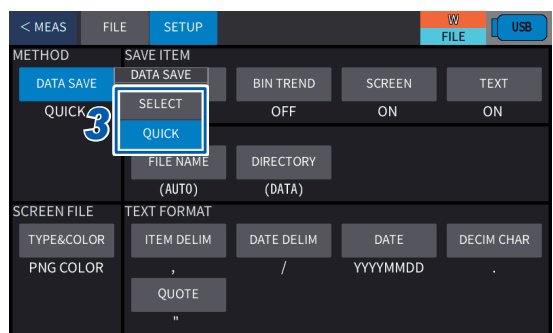 < MEAS FILE SETUP W FILE USB
METHOD SAVE ITEM
DATA SAVE DATA SAVE BIN TREND SCREEN TEXT
QUICK SELECT OFF ON ON
3 QUICK
FILE NAME DIRECTORY
(AUTO) (DATA)
SCREEN FILE TEXT FORMAT
TYPE&COLOR ITEM DELIM DATE DELIM DATE DECIM CHAR
PNG COLOR , / YYYYMMDD .
QUOTE
"